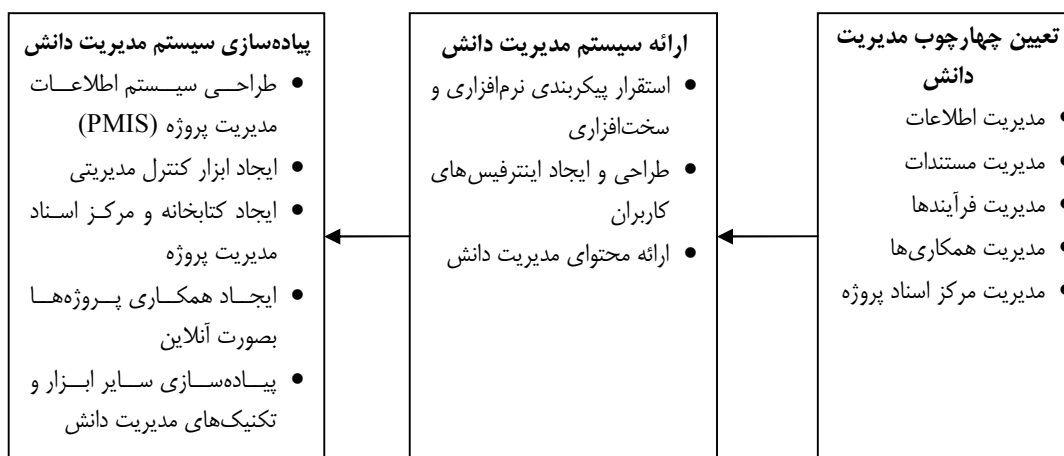 تعیین چهارچوب مدیریت
دانش
• مدیریت اطلاعات
• مدیریت مستندات
• مدیریت فرآیندها
• مدیریت همکاری‌ها
• مدیریت مرکز اسناد پروژه
ارائه سیستم مدیریت دانش
• استقرار پیکربندی نرم‌افزاری و
سخت‌افزاری
• طراحی و ایجاد اینترفیس‌های
کاربران
• ارائه محتوای مدیریت دانش
پیاده‌سازی سیستم مدیریت دانش
• طراحی سیستم اطلاعات
مدیریت پروژه (PMIS)
• ایجاد ابزار کنترل مدیریتی
• ایجاد کتابخانه و مرکز اسناد
مدیریت پروژه
• ایجاد همکاری پروژه‌ها
بصورت آنلاین
• پیاده‌سازی سایر ابزار و
تکنیک‌های مدیریت دانش